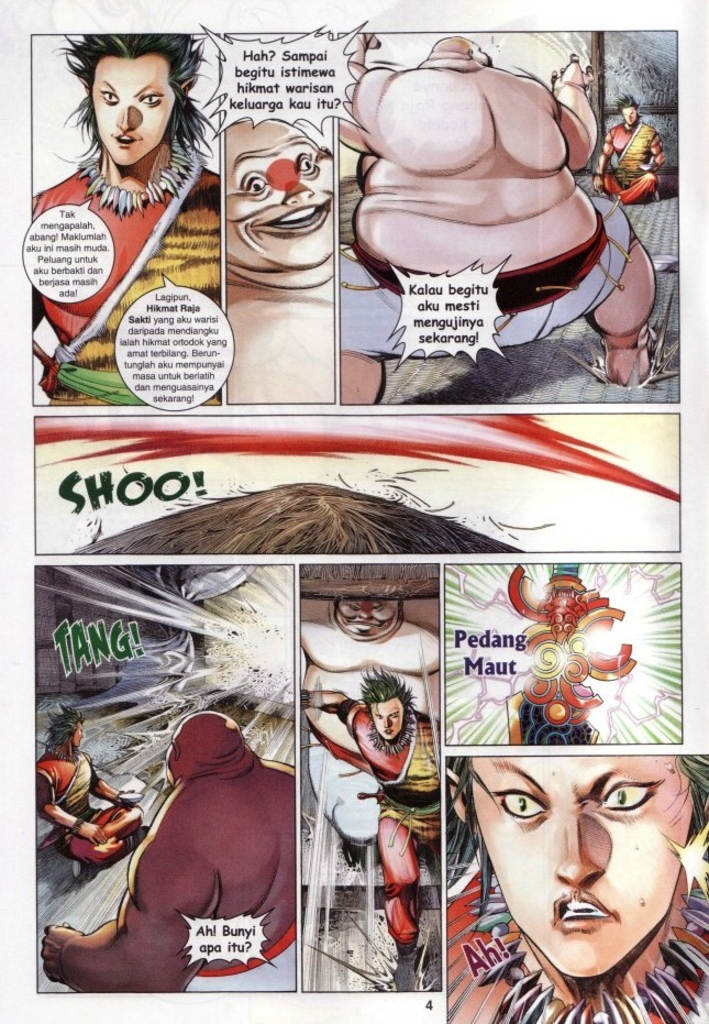 Tak
mengapalah,
abang! Maklumlah
aku ini masih muda.
Peluang untuk
aku berbakti dan
berjasa masih
ada!
Lagipun,
Hikmat Raja
Sakti yang aku warisi
daripada mendiangku
ialah hikmat ortodok yang
amat terbilang. Berun-
tunglah aku mempunyai
masa untuk berlatih
dan menguasainya
sekarang!
Hah? Sampai
begitu istimewa
hikmat warisan
keluarga kau itu?
Kalau begitu
aku mesti
mengujinya
sekarang!
SHOO!
TANG!
Ah! Bunyi
apa itu?
Pedang
Maut
Ah!
4